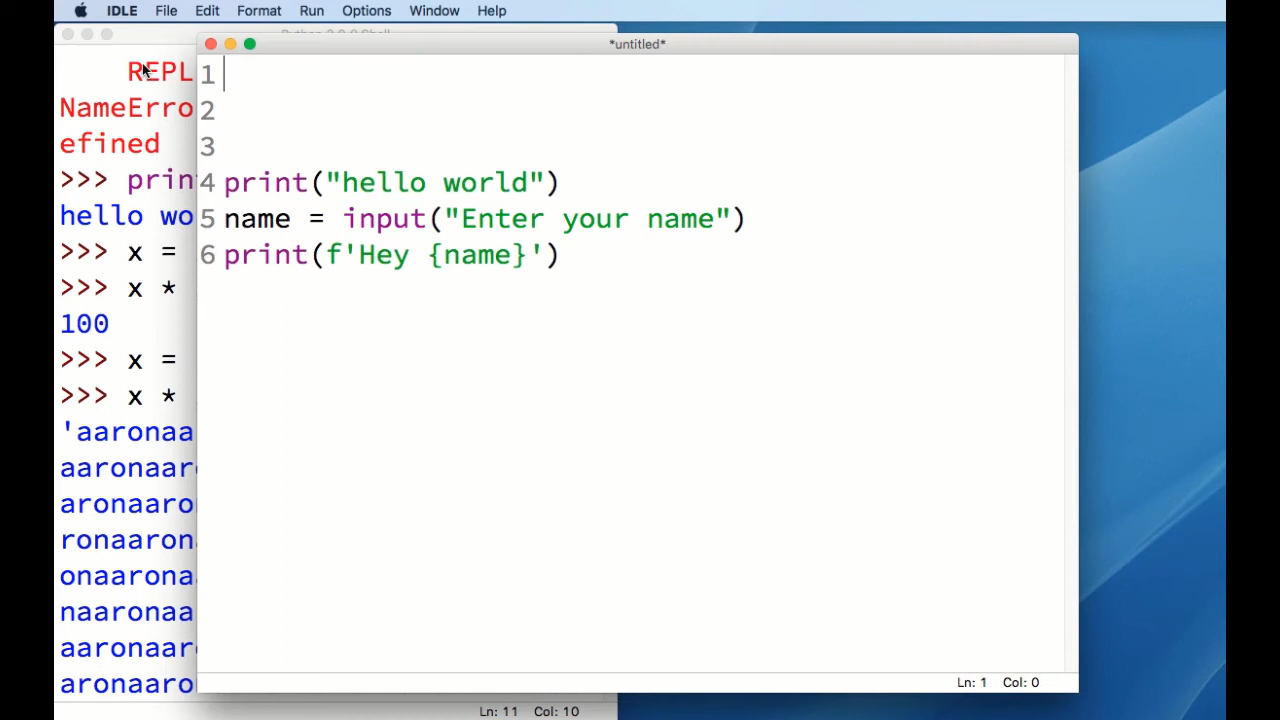 IDLE File Edit Format Run Options Window Help
*untitled*
1
2
3
4 print("hello world")
5 name = input("Enter your name")
6 print(f'Hey {name}')
Ln: 1 Col: 0
REPL
NameErro
efined
>>> prin
hello wo
>>> x =
>>> x *
100
>>> x =
>>> x *
'aaronaa
aaronaar
aronaaro
ronaaron
onaarona
naaronaa
aaronaar
aronaaro
Ln: 11 Col: 10